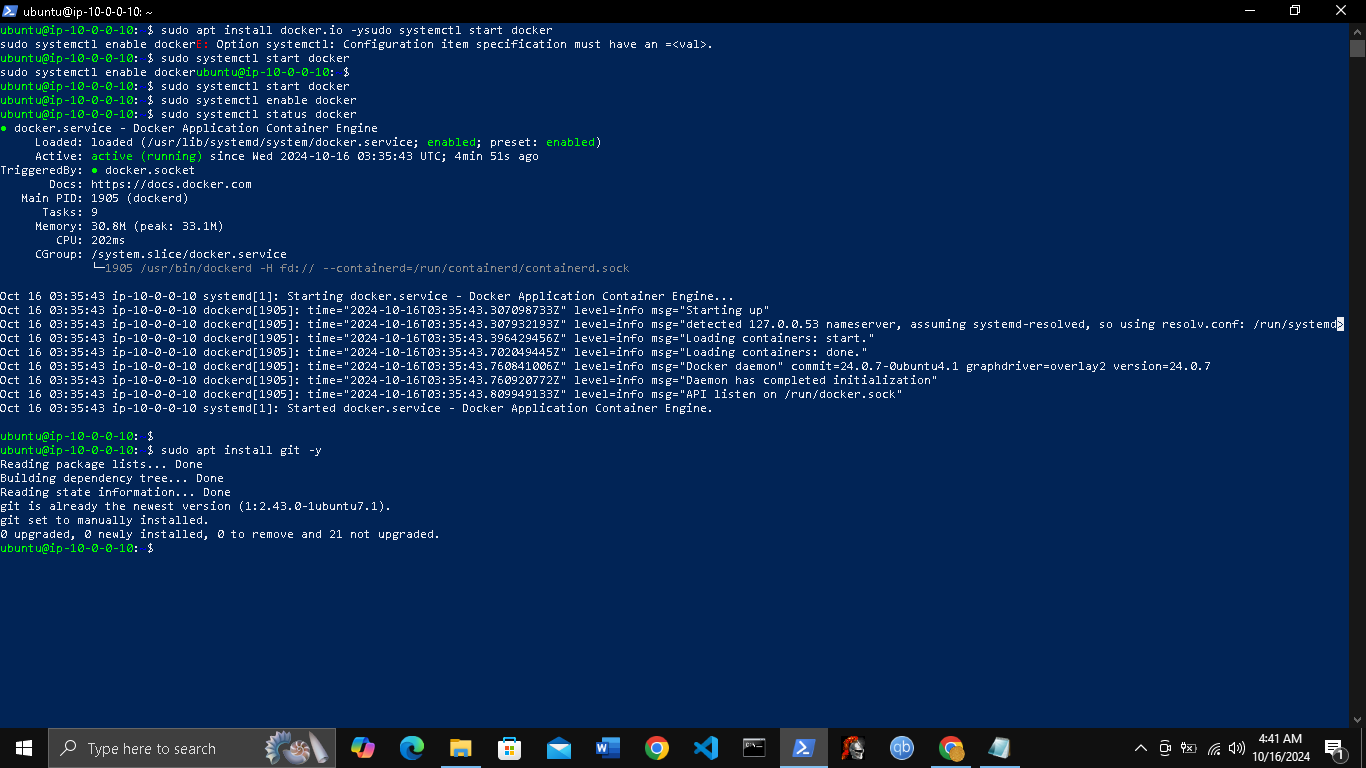 ubuntu@ip-10-0-0-10: ~
ubuntu@ip-10-0-0-10:~$ sudo apt install docker.io -ysudo systemctl start docker
sudo systemctl enable dockerE: Option systemctl: Configuration item specification must have an =<val>.
ubuntu@ip-10-0-0-10:~$ sudo systemctl start docker
sudo systemctl enable dockerubuntu@ip-10-0-0-10:~$
ubuntu@ip-10-0-0-10:~$ sudo systemctl start docker
ubuntu@ip-10-0-0-10:~$ sudo systemctl enable docker
ubuntu@ip-10-0-0-10:~$ sudo systemctl status docker
● docker.service - Docker Application Container Engine
Loaded: loaded (/usr/lib/systemd/system/docker.service; enabled; preset: enabled)
Active: active (running) since Wed 2024-10-16 03:35:43 UTC; 4min 51s ago
TriggeredBy: ● docker.socket
Docs: https://docs.docker.com
Main PID: 1905 (dockerd)
Tasks: 9
Memory: 30.8M (peak: 33.1M)
CPU: 202ms
CGroup: /system.slice/docker.service
└─1905 /usr/bin/dockerd -H fd:// --containerd=/run/containerd/containerd.sock
Oct 16 03:35:43 ip-10-0-0-10 systemd[1]: Starting docker.service - Docker Application Container Engine...
Oct 16 03:35:43 ip-10-0-0-10 dockerd[1905]: time="2024-10-16T03:35:43.307098733Z" level=info msg="Starting up"
Oct 16 03:35:43 ip-10-0-0-10 dockerd[1905]: time="2024-10-16T03:35:43.307932193Z" level=info msg="detected 127.0.0.53 nameserver, assuming systemd-resolved, so using resolv.conf: /run/systemd>
Oct 16 03:35:43 ip-10-0-0-10 dockerd[1905]: time="2024-10-16T03:35:43.396429456Z" level=info msg="Loading containers: start."
Oct 16 03:35:43 ip-10-0-0-10 dockerd[1905]: time="2024-10-16T03:35:43.702049445Z" level=info msg="Loading containers: done."
Oct 16 03:35:43 ip-10-0-0-10 dockerd[1905]: time="2024-10-16T03:35:43.760841006Z" level=info msg="Docker daemon" commit=24.0.7-0ubuntu4.1 graphdriver=overlay2 version=24.0.7
Oct 16 03:35:43 ip-10-0-0-10 dockerd[1905]: time="2024-10-16T03:35:43.760920772Z" level=info msg="Daemon has completed initialization"
Oct 16 03:35:43 ip-10-0-0-10 dockerd[1905]: time="2024-10-16T03:35:43.809949133Z" level=info msg="API listen on /run/docker.sock"
Oct 16 03:35:43 ip-10-0-0-10 systemd[1]: Started docker.service - Docker Application Container Engine.
ubuntu@ip-10-0-0-10:~$
ubuntu@ip-10-0-0-10:~$ sudo apt install git -y
Reading package lists... Done
Building dependency tree... Done
Reading state information... Done
git is already the newest version (1:2.43.0-1ubuntu7.1).
git set to manually installed.
0 upgraded, 0 newly installed, 0 to remove and 21 not upgraded.
ubuntu@ip-10-0-0-10:~$
Type here to search
qb
4:41 AM
10/16/2024
1